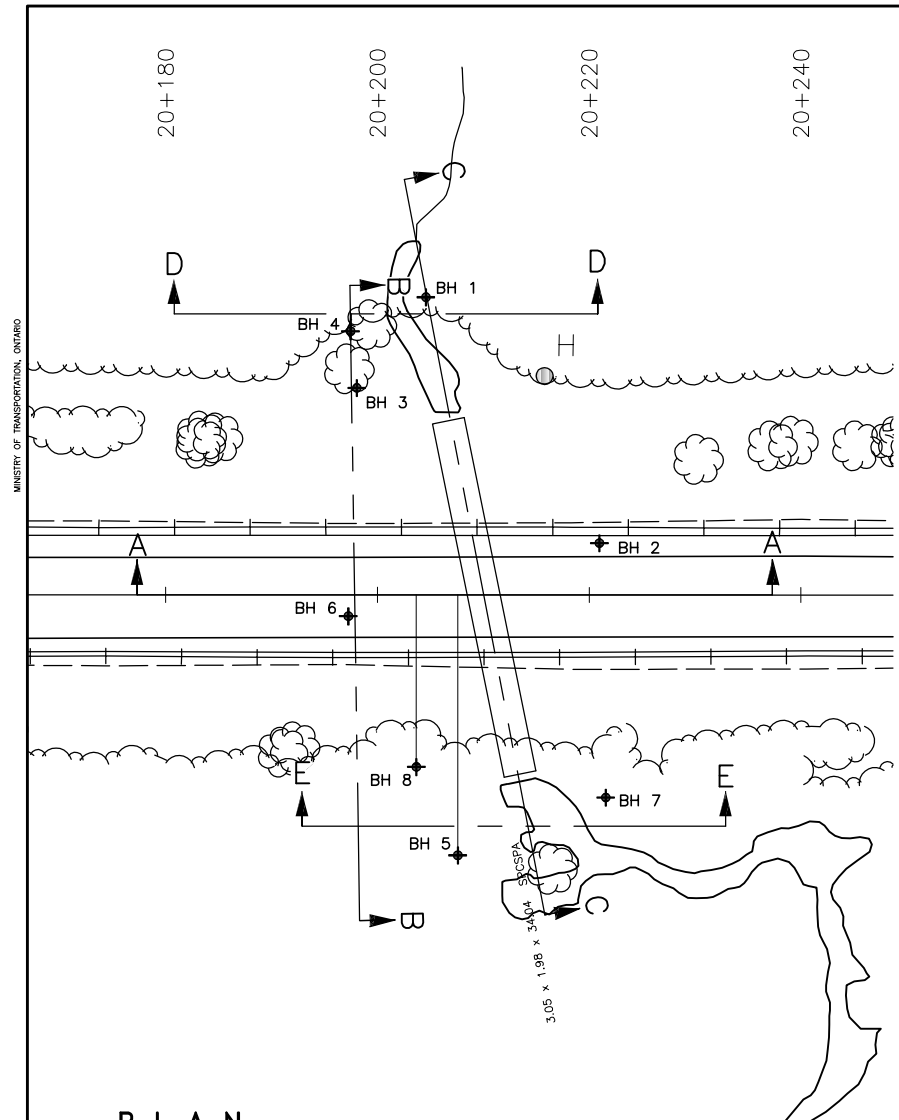 20+180
20+200
20+220
20+240
C
D
D
B
BH 1
BH 4
H
BH 3
MINISTRY OF TRANSPORTATION, ONTARIO
A
BH 2
A
BH 6
E
BH 8
E
BH 7
BH 5
3.05 x 1.98 x 34.04 SPCSPA
C
B
PLAN